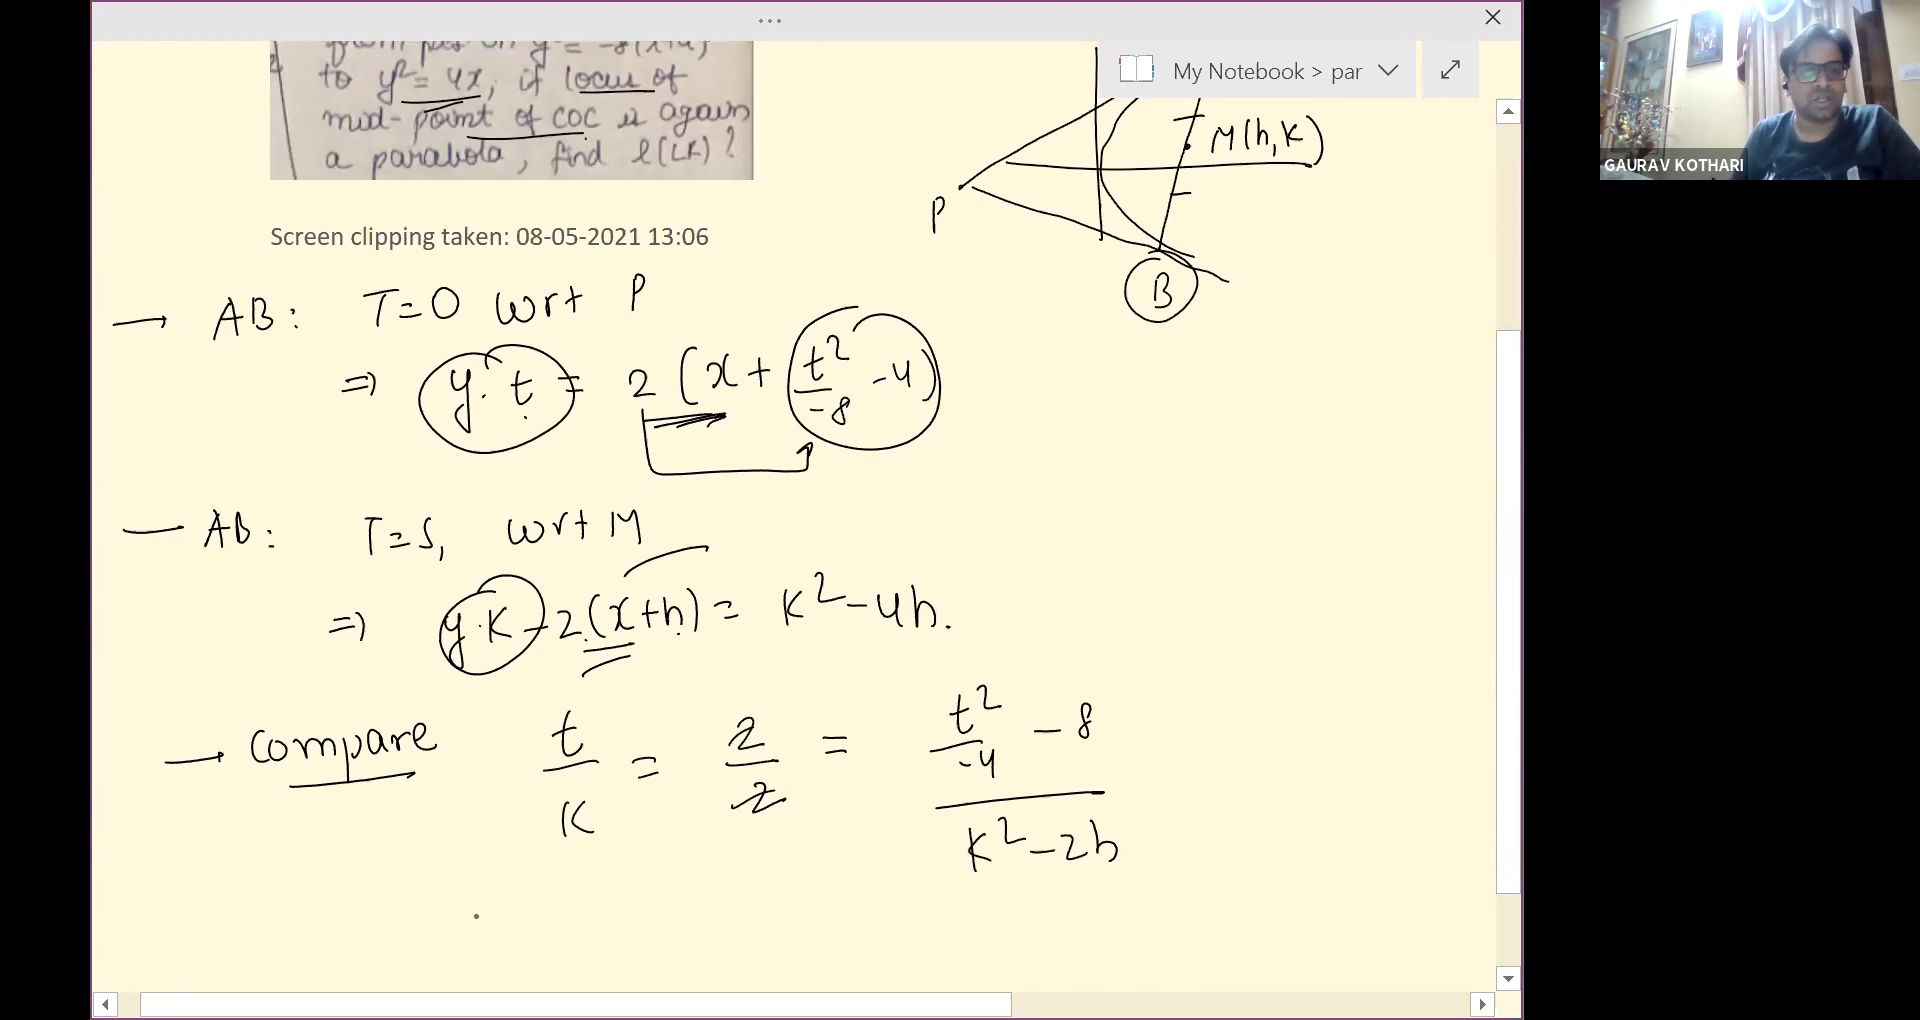 to y² = 4x, if locus of
mid-point of COC is again
a parabola, find l(LR)?
Screen clipping taken: 08-05-2021 13:06
My Notebook > par
M(h,k)
P
B
GAURAV KOTHARI
→ AB: T=0 wrt P
⇒ y·t = 2(x + t²/-8 - 4)
— AB: T=S₁ wrt M
⇒ y·k - 2(x+h) = k² - 4h.
→ Compare t/k = 2/2 = (t²/-4 - 8)/(k² - 2h)